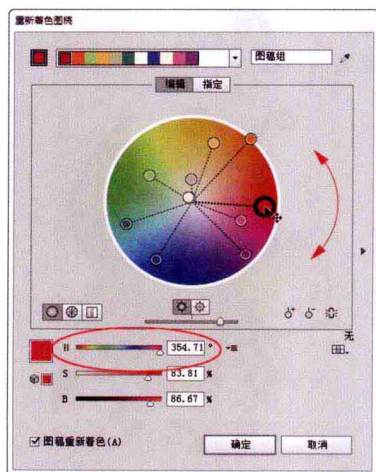 重新着色图稿
图稿组
编辑 指定
无
H 354.71 °
S 83.81 %
B 86.67 %
图稿重新着色(A) 确定 取消